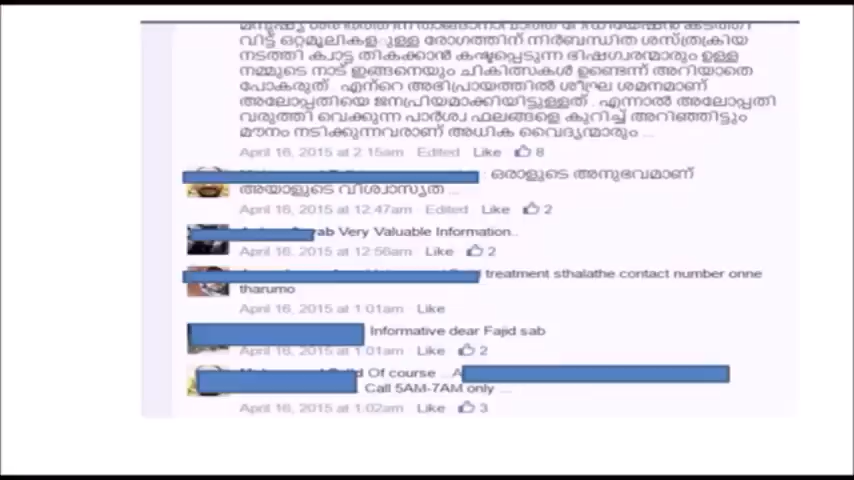 വിട്ട് ഒറ്റമൂലികളുള്ള രോഗത്തിന് നിർബന്ധിത ശസ്ത്രക്രിയ
നടത്തി ക്വാട്ട തികക്കാൻ കഷ്ടപ്പെടുന്ന ഭിഷഗ്വരന്മാരും ഉള്ള
നമ്മുടെ നാട് ഇങ്ങനെയും ചികിത്സകൾ ഉണ്ടെന്ന് അറിയാതെ
പോകരുത് . എന്റെ അഭിപ്രായത്തിൽ ശീഘ്ര ശമനമാണ്
അലോപ്പതിയെ ജനപ്രിയമാക്കിയിട്ടുള്ളത് . എന്നാൽ അലോപ്പതി
വരുത്തി വെക്കുന്ന പാർശ്വ ഫലങ്ങളെ കുറിച്ച് അറിഞ്ഞിട്ടും
മൗനം നടിക്കുന്നവരാണ് അധിക വൈദ്യന്മാരും ...
April 16, 2015 at 2:15am Edited Like 8
: ഒരാളുടെ അനുഭവമാണ്
അയാളുടെ വിശ്വാസ്യത ...
April 16, 2015 at 12:47am Edited Like 2
yab Very Valuable Information..
April 16, 2015 at 12:56am Like 2
treatment sthalathe contact number onne
tharumo
April 16, 2015 at 1:01am Like
Informative dear Fajid sab
April 16, 2015 at 1:01am Like 2
Of course .. A
Call 5AM-7AM only ...
April 16, 2015 at 1:02am Like 3